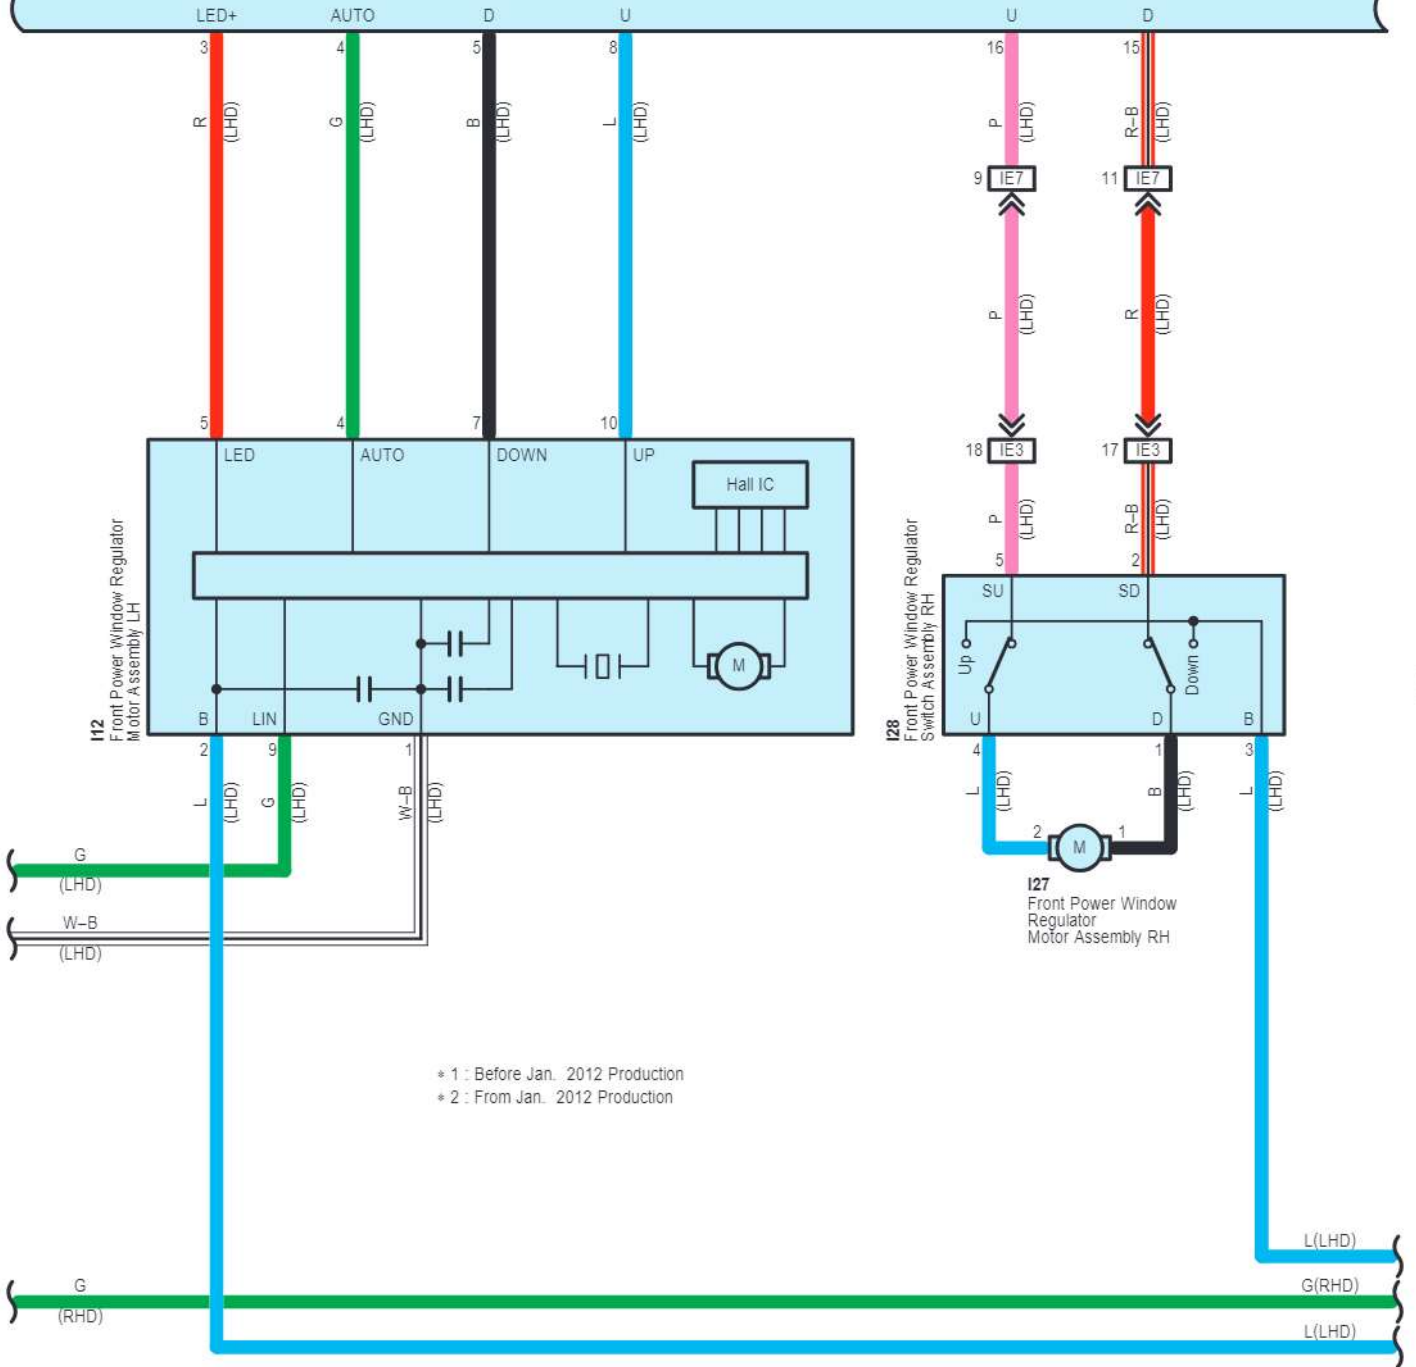 LED+ AUTO D U U D
3 4 5 8 16 15
R (LHD) G (LHD) B (LHD) L (LHD) P (LHD) R–B (LHD)
9 IE7 11 IE7
P (LHD) R (LHD)
5 4 7 10
18 IE3 17 IE3
LED AUTO DOWN UP
Hall IC
P (LHD) R–B (LHD)
5 2
I12
Front Power Window Regulator
Motor Assembly LH
M
B LIN GND
I28
Front Power Window Regulator
Switch Assembly RH
SU SD
Up Down
U D B
2 9 1 4 1 3
L (LHD) G (LHD) W–B (LHD) L (LHD) B (LHD) L (LHD)
2 M 1
G
(LHD)
I27
Front Power Window
Regulator
Motor Assembly RH
W–B
(LHD)
* 1 : Before Jan. 2012 Production
* 2 : From Jan. 2012 Production
L(LHD)
G G(RHD)
(RHD)
L(LHD)